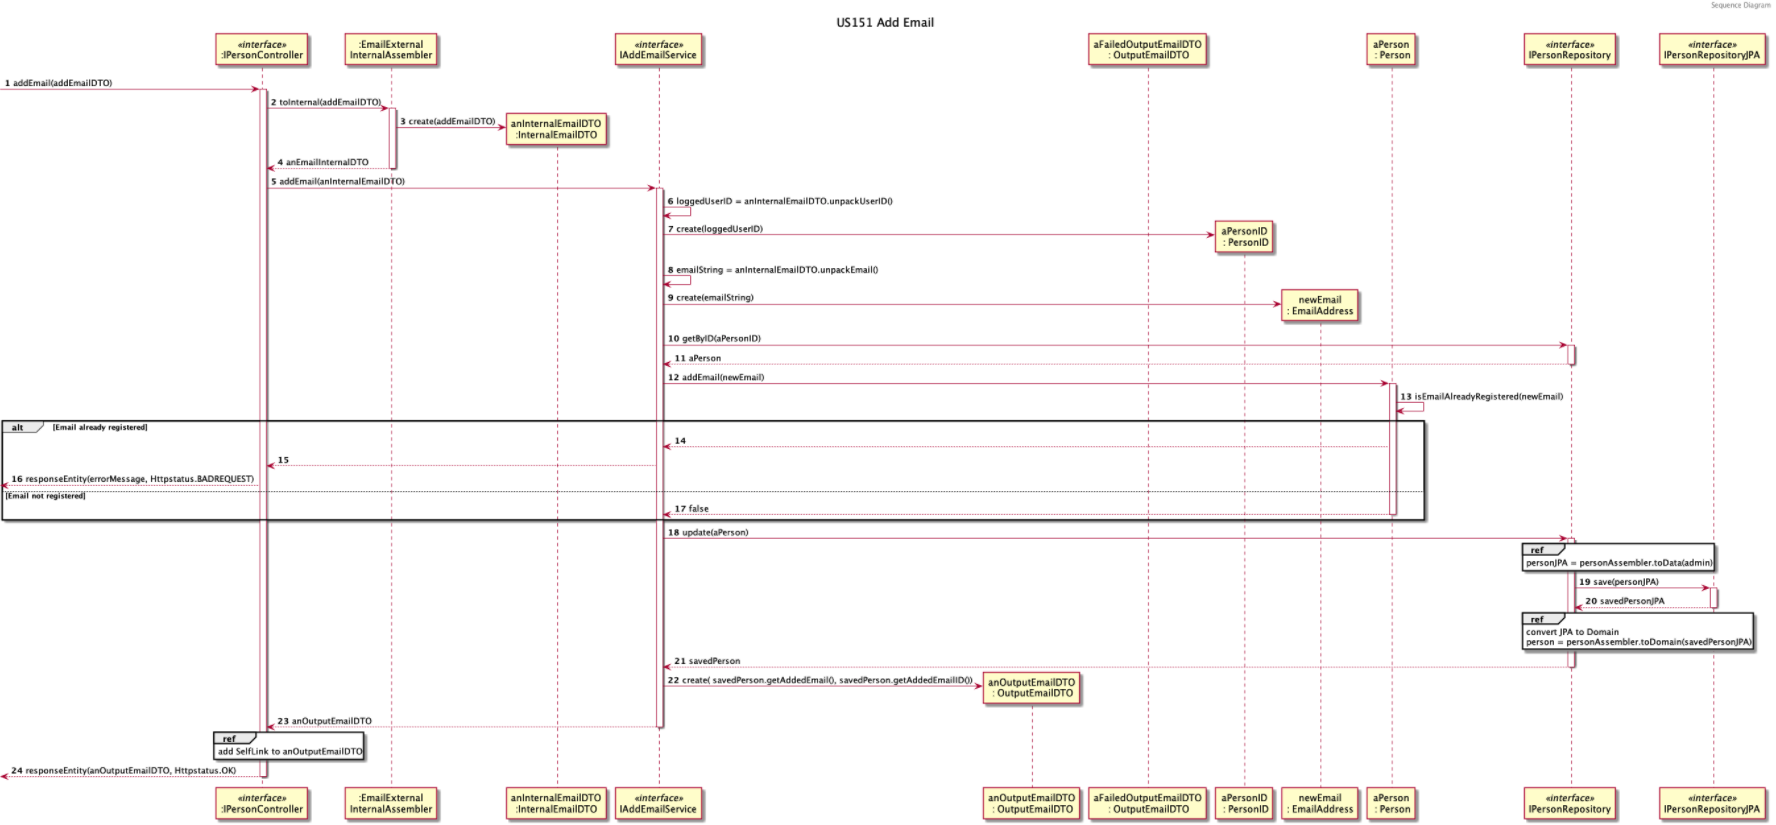 Sequence Diagram
US151 Add Email
«interface»
:IPersonController
:EmailExternal
InternalAssembler
«interface»
IAddEmailService
aFailedOutputEmailDTO
: OutputEmailDTO
aPerson
: Person
«interface»
IPersonRepository
«interface»
IPersonRepositoryJPA
1 addEmail(addEmailDTO)
2 toInternal(addEmailDTO)
3 create(addEmailDTO)
anInternalEmailDTO
:InternalEmailDTO
4 anEmailInternalDTO
5 addEmail(anInternalEmailDTO)
6 loggedUserID = anInternalEmailDTO.unpackUserID()
7 create(loggedUserID)
aPersonID
: PersonID
8 emailString = anInternalEmailDTO.unpackEmail()
9 create(emailString)
newEmail
: EmailAddress
10 getByID(aPersonID)
11 aPerson
12 addEmail(newEmail)
13 isEmailAlreadyRegistered(newEmail)
alt [Email already registered]
14
15
16 responseEntity(errorMessage, Httpstatus.BADREQUEST)
[Email not registered]
17 false
18 update(aPerson)
ref
personJPA = personAssembler.toData(admin)
19 save(personJPA)
20 savedPersonJPA
ref
convert JPA to Domain
person = personAssembler.toDomain(savedPersonJPA)
21 savedPerson
22 create( savedPerson.getAddedEmail(), savedPerson.getAddedEmailID())
anOutputEmailDTO
: OutputEmailDTO
23 anOutputEmailDTO
ref
add SelfLink to anOutputEmailDTO
24 responseEntity(anOutputEmailDTO, Httpstatus.OK)
«interface»
:IPersonController
:EmailExternal
InternalAssembler
anInternalEmailDTO
:InternalEmailDTO
«interface»
IAddEmailService
anOutputEmailDTO
: OutputEmailDTO
aFailedOutputEmailDTO
: OutputEmailDTO
aPersonID
: PersonID
newEmail
: EmailAddress
aPerson
: Person
«interface»
IPersonRepository
«interface»
IPersonRepositoryJPA